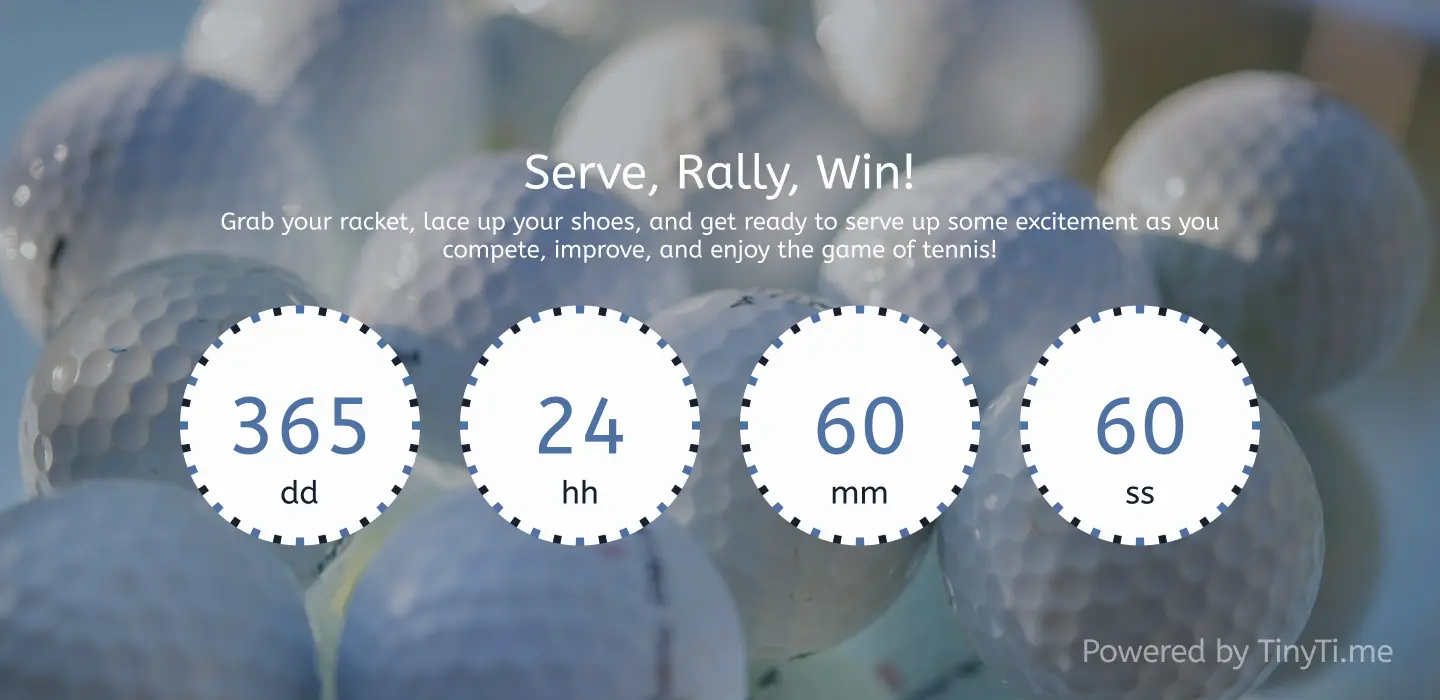 Serve, Rally, Win!
Grab your racket, lace up your shoes, and get ready to serve up some excitement as you
compete, improve, and enjoy the game of tennis!
365 24 60 60
dd hh mm ss
Powered by TinyTi.me